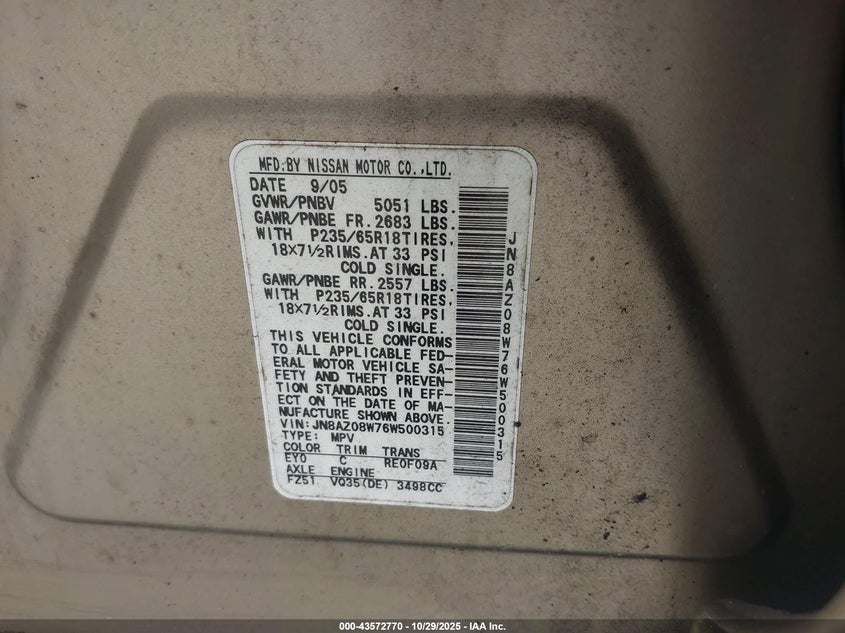 MFD.BY NISSAN MOTOR CO.,LTD.
DATE 9/05
GVWR/PNBV 5051 LBS.
GAWR/PNBE FR. 2683 LBS.
WITH P235/65R18TIRES,
18X7½RIMS.AT 33 PSI
COLD SINGLE.
GAWR/PNBE RR. 2557 LBS.
WITH P235/65R18TIRES,
18X7½RIMS.AT 33 PSI
COLD SINGLE.
THIS VEHICLE CONFORMS
TO ALL APPLICABLE FED-
ERAL MOTOR VEHICLE SA-
FETY AND THEFT PREVEN-
TION STANDARDS IN EFF-
ECT ON THE DATE OF MA-
NUFACTURE SHOWN ABOVE.
VIN: JN8AZ08W76W500315
TYPE: MPV
COLOR TRIM TRANS
EY0 C RE0F09A
AXLE ENGINE
FZ51 VQ35(DE) 3498CC
JN8AZ08W76W500315
000-43572770 | 10/29/2025 - IAA Inc.